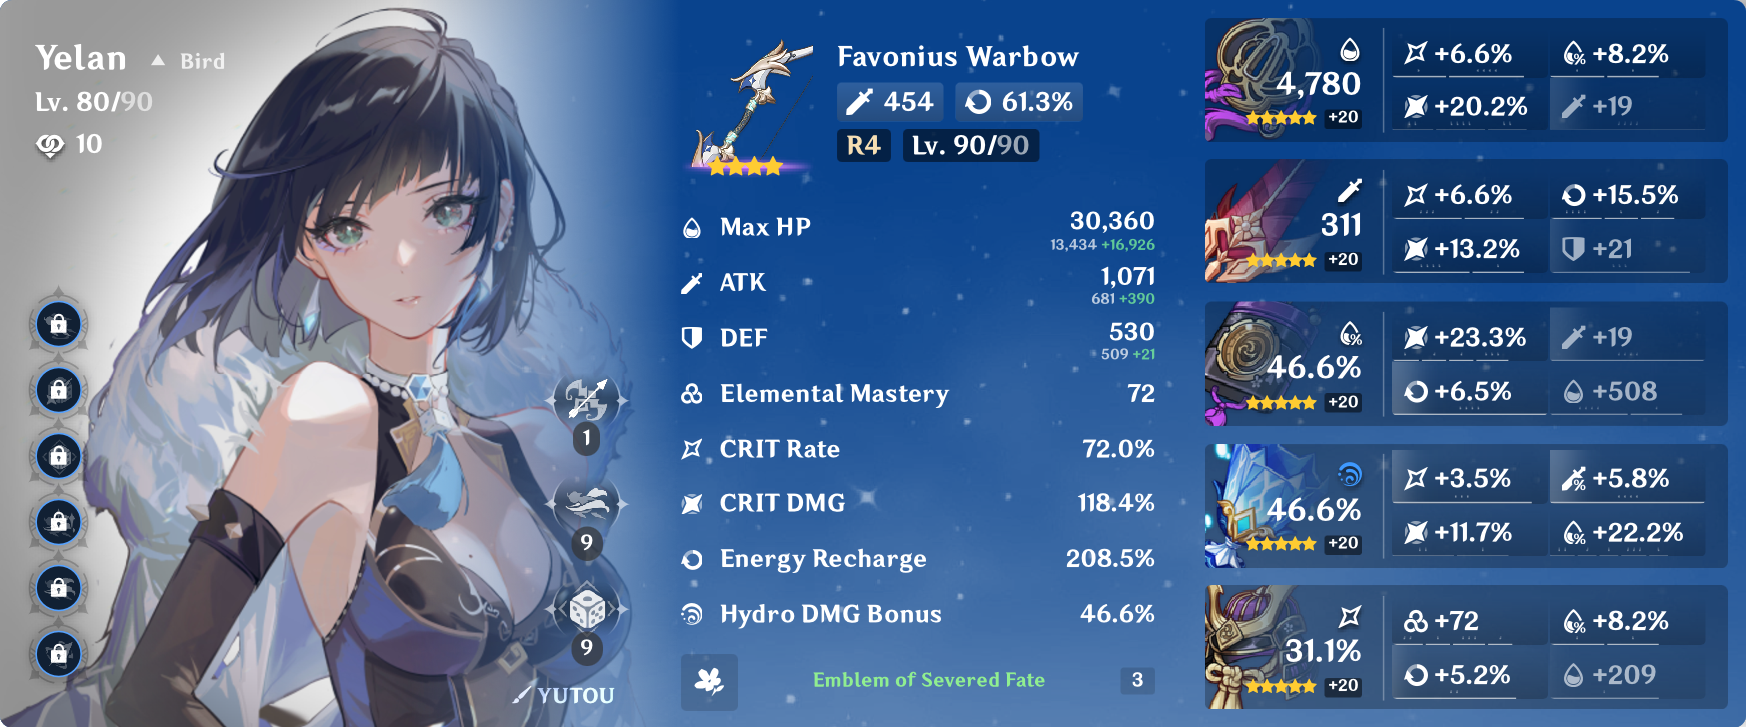 Yelan ▲ Bird
Lv. 80/90
10
1
9
9
YUTOU
Favonius Warbow
454 61.3%
R4 Lv. 90/90
Max HP 30,360
13,434 +16,926
ATK 1,071
681 +390
DEF 530
509 +21
Elemental Mastery 72
CRIT Rate 72.0%
CRIT DMG 118.4%
Energy Recharge 208.5%
Hydro DMG Bonus 46.6%
Emblem of Severed Fate 3
4,780
+20
+6.6% +8.2%
+20.2% +19
311
+20
+6.6% +15.5%
+13.2% +21
46.6%
+20
+23.3% +19
+6.5% +508
46.6%
+20
+3.5% +5.8%
+11.7% +22.2%
31.1%
+20
+72 +8.2%
+5.2% +209